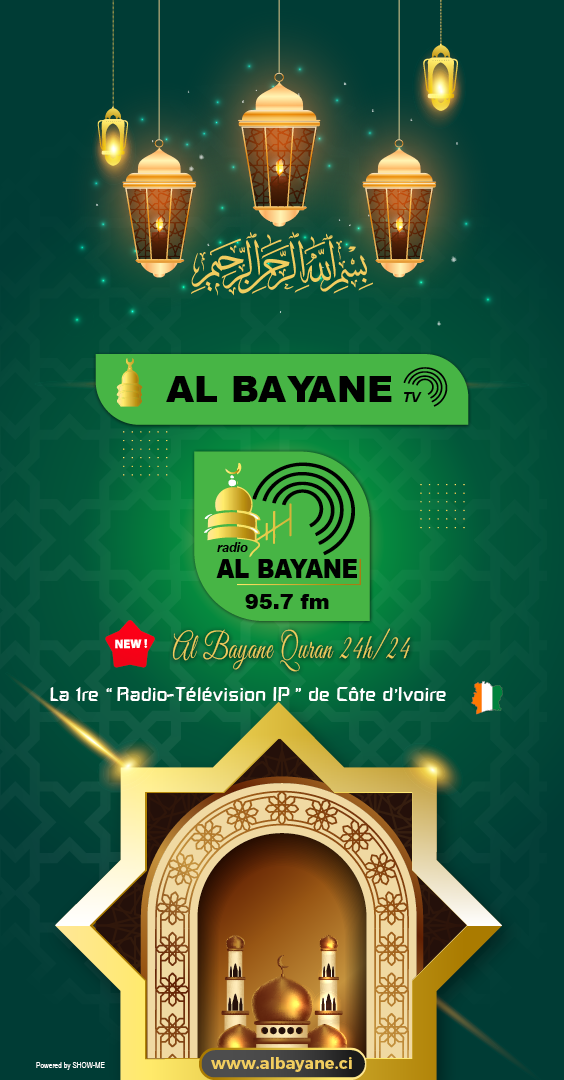 بسم الله الرحمن الرحيم
AL BAYANE TV
radio
AL BAYANE
95.7 fm
NEW !
Al Bayane Quran 24h/24
La 1re “ Radio-Télévision IP ” de Côte d'Ivoire
www.albayane.ci
Powered by SHOW-ME